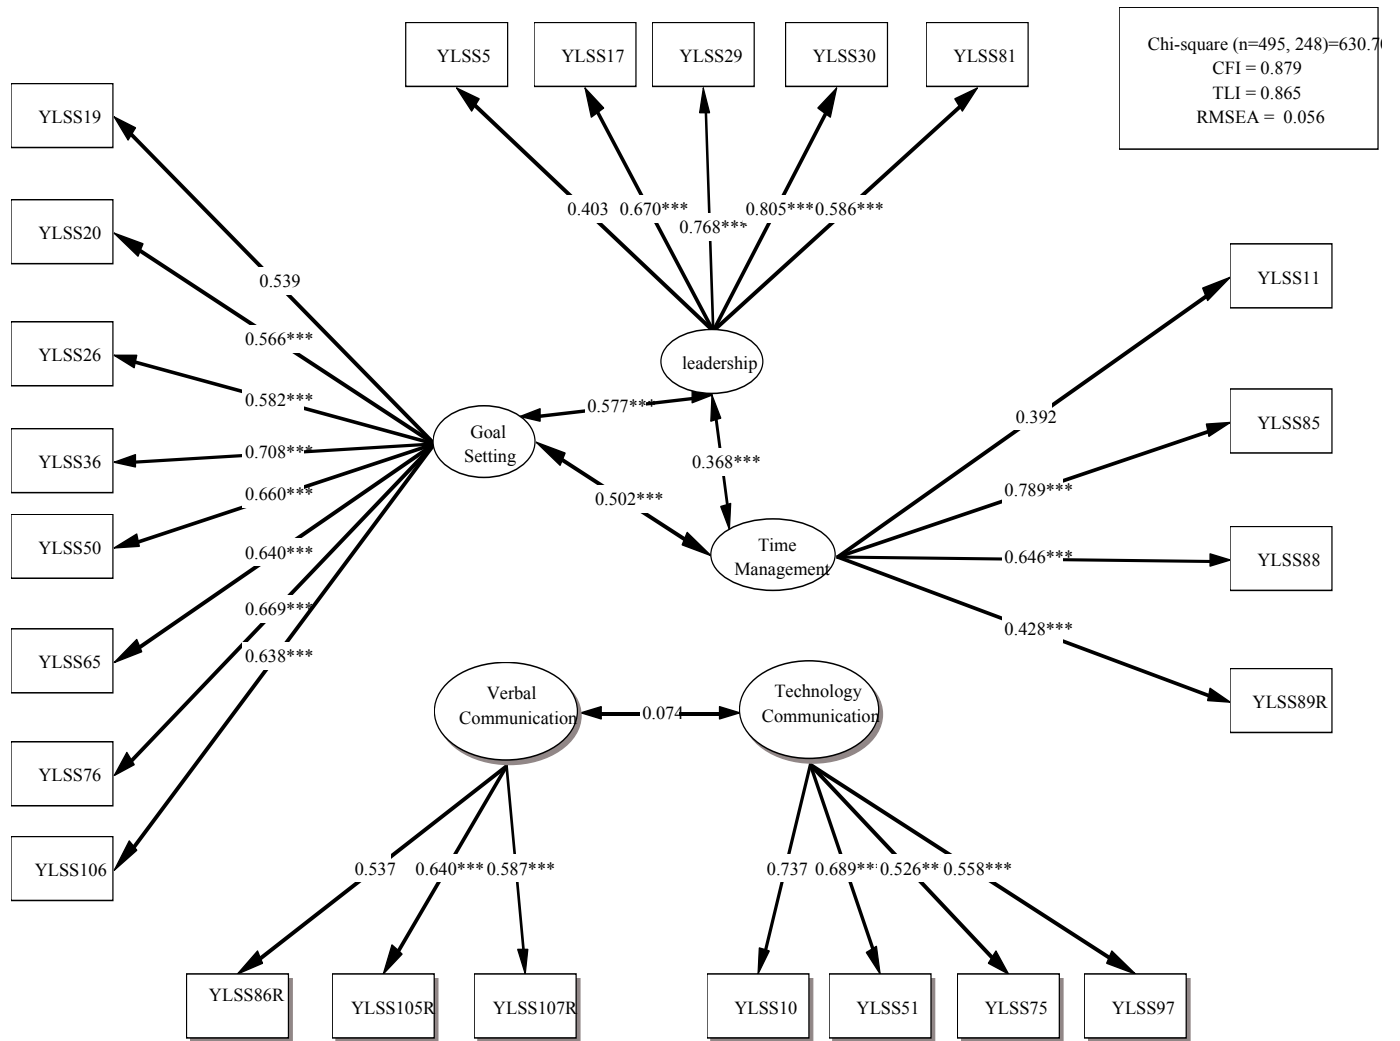 YLSS5
YLSS17
YLSS29
YLSS30
YLSS81
Chi-square (n=495, 248)=630.7
CFI = 0.879
TLI = 0.865
RMSEA = 0.056
YLSS19
YLSS20
YLSS26
YLSS36
YLSS50
YLSS65
YLSS76
YLSS106
0.539
0.566***
0.582***
0.708***
0.660***
0.640***
0.669***
0.638***
0.403
0.670***
0.768***
0.805***
0.586***
leadership
Goal
Setting
0.577***
0.368***
0.502***
Time
Management
0.392
0.789***
0.646***
0.428***
YLSS11
YLSS85
YLSS88
YLSS89R
Verbal
Communication
0.074
Technology
Communication
0.537
0.640***
0.587***
0.737
0.689**
0.526**
0.558***
YLSS86R
YLSS105R
YLSS107R
YLSS10
YLSS51
YLSS75
YLSS97